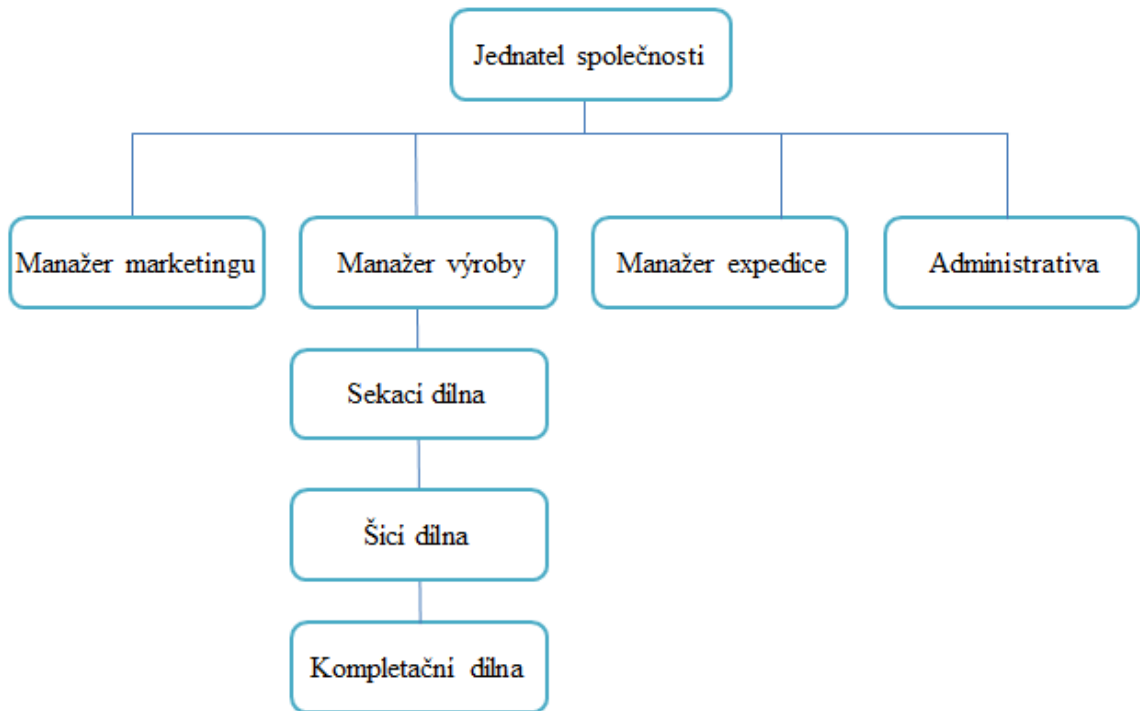 Jednatel společnosti
Manažer marketingu
Manažer výroby
Manažer expedice
Administrativa
Sekací dílna
Šicí dílna
Kompletační dílna